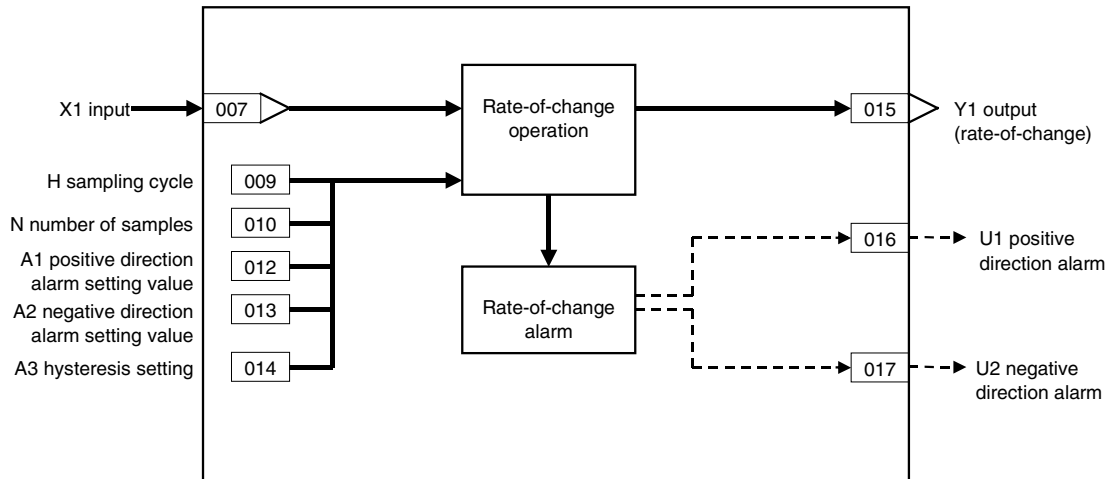 X1 input
007
Rate-of-change
operation
015
Y1 output
(rate-of-change)
H sampling cycle
009
N number of samples
010
A1 positive direction
alarm setting value
012
A2 negative direction
alarm setting value
013
A3 hysteresis setting
014
Rate-of-change
alarm
016
U1 positive
direction alarm
017
U2 negative
direction alarm